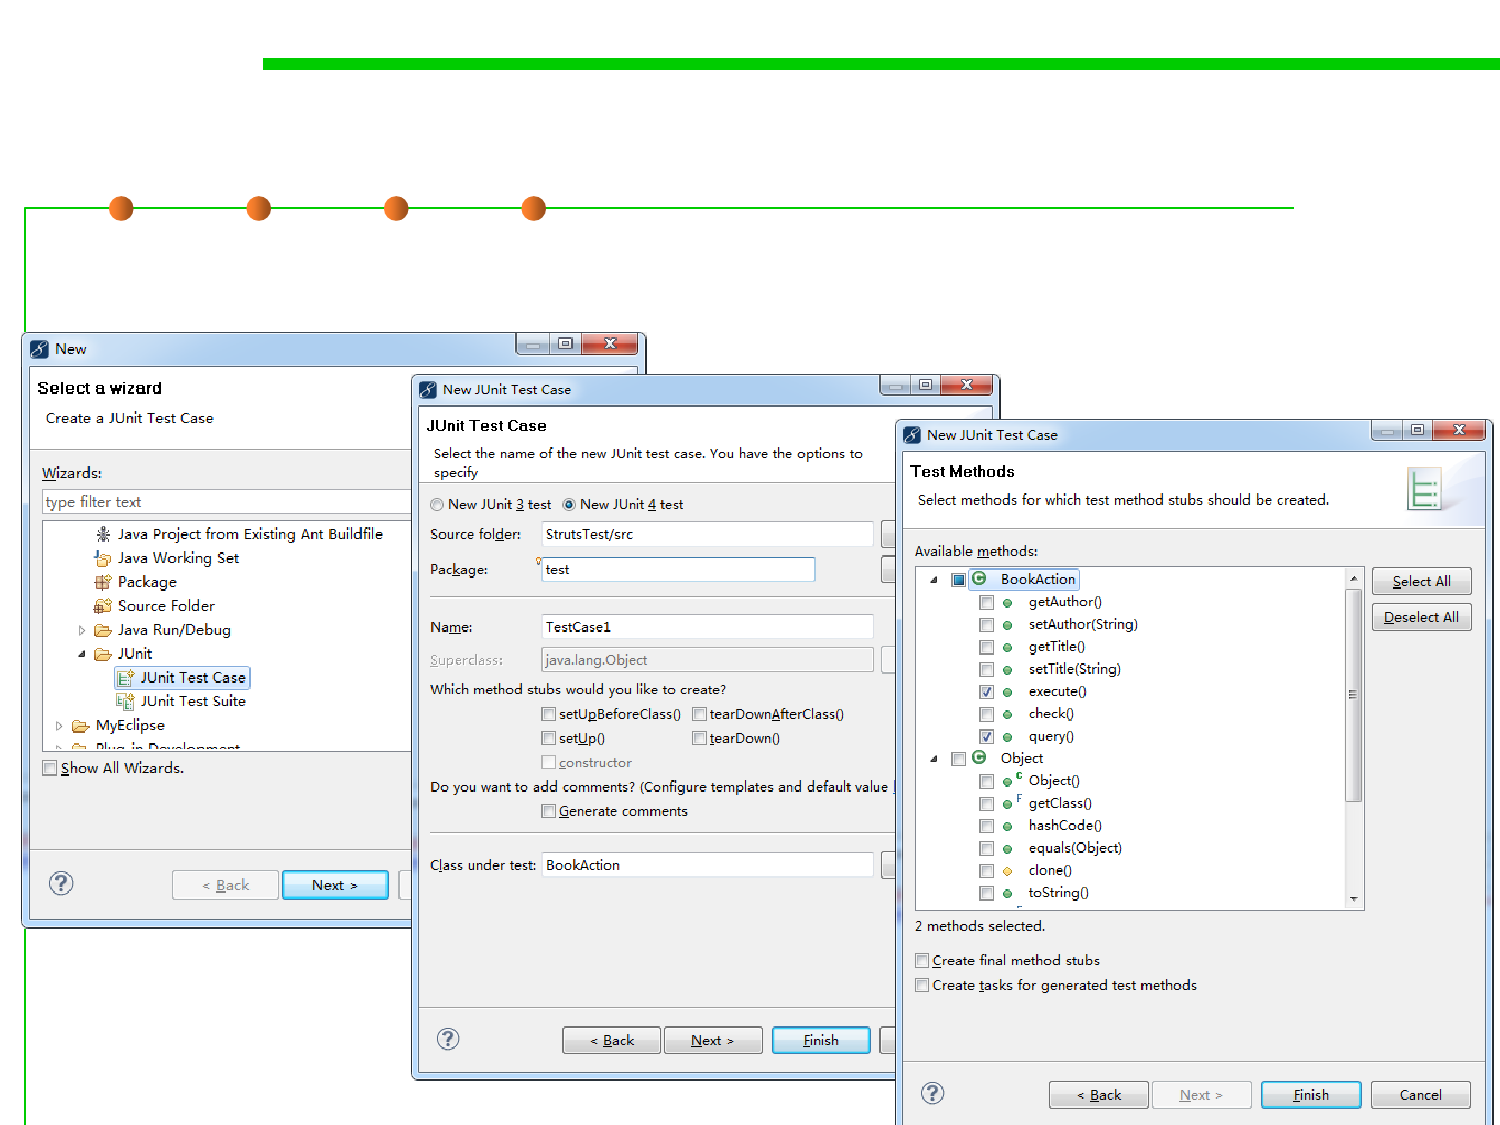 New
Select a wizard
Create a JUnit Test Case
Wizards:
type filter text
Java Project from Existing Ant Buildfile
Java Working Set
Package
Source Folder
Java Run/Debug
JUnit
JUnit Test Case
JUnit Test Suite
MyEclipse
Plug-in Development
Show All Wizards.
< Back
Next >
New JUnit Test Case
JUnit Test Case
Select the name of the new JUnit test case. You have the options to
specify
New JUnit 3 test New JUnit 4 test
Source folder: StrutsTest/src
Package: test
Name: TestCase1
Superclass: java.lang.Object
Which method stubs would you like to create?
setUpBeforeClass() tearDownAfterClass()
setUp() tearDown()
constructor
Do you want to add comments? (Configure templates and default value
Generate comments
Class under test: BookAction
< Back Next > Finish
New JUnit Test Case
Test Methods
Select methods for which test method stubs should be created.
Available methods:
BookAction
getAuthor()
setAuthor(String)
getTitle()
setTitle(String)
execute()
check()
query()
Object
Object()
getClass()
hashCode()
equals(Object)
clone()
toString()
Select All
Deselect All
2 methods selected.
Create final method stubs
Create tasks for generated test methods
< Back Next > Finish Cancel